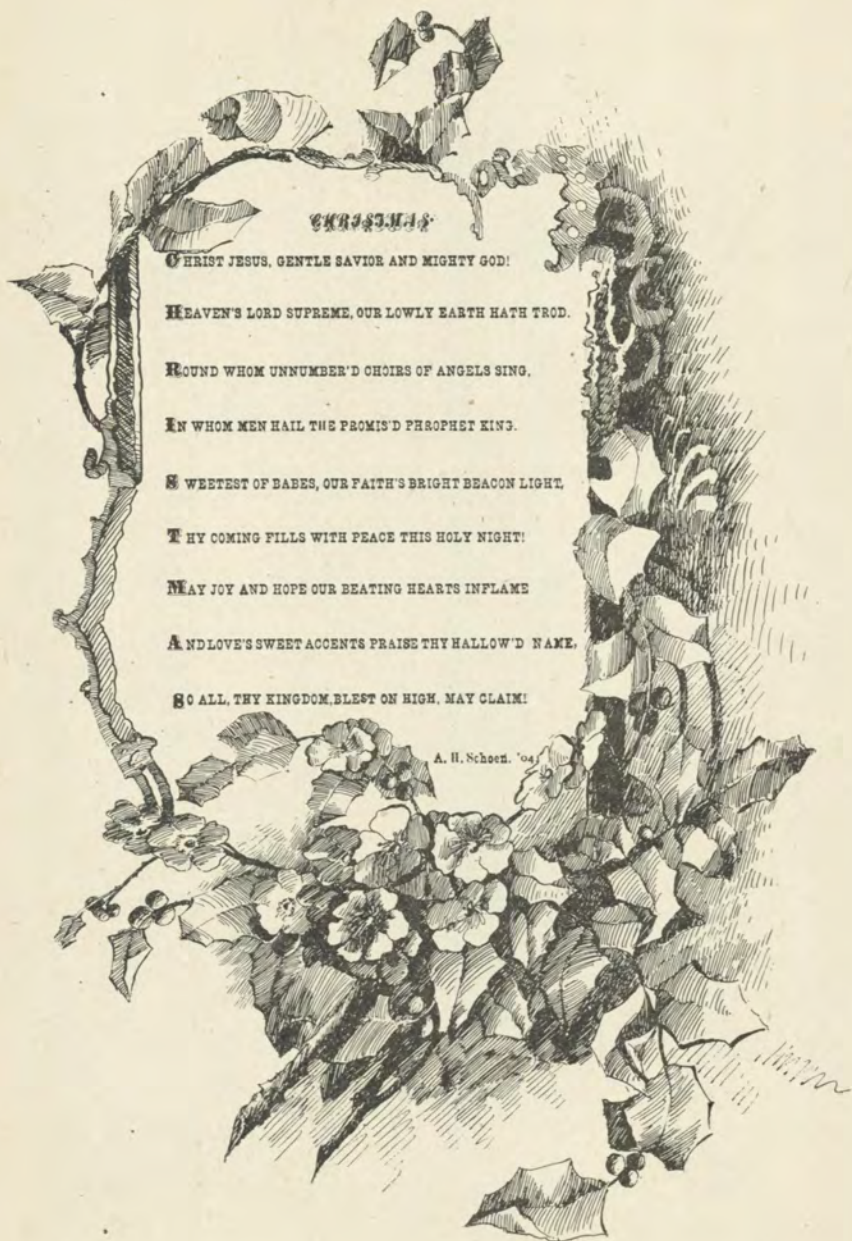 CHRISTMAS.
CHRIST JESUS, GENTLE SAVIOR AND MIGHTY GOD!
HEAVEN'S LORD SUPREME, OUR LOWLY EARTH HATH TROD.
ROUND WHOM UNNUMBER'D CHOIRS OF ANGELS SING,
IN WHOM MEN HAIL THE PROMIS'D PHROPHET KING.
SWEETEST OF BABES, OUR FAITH'S BRIGHT BEACON LIGHT,
THY COMING FILLS WITH PEACE THIS HOLY NIGHT!
MAY JOY AND HOPE OUR BEATING HEARTS INFLAME
AND LOVE'S SWEET ACCENTS PRAISE THY HALLOW'D NAME,
SO ALL, THY KINGDOM, BLEST ON HIGH, MAY CLAIM!
A. H. Schoen. '04